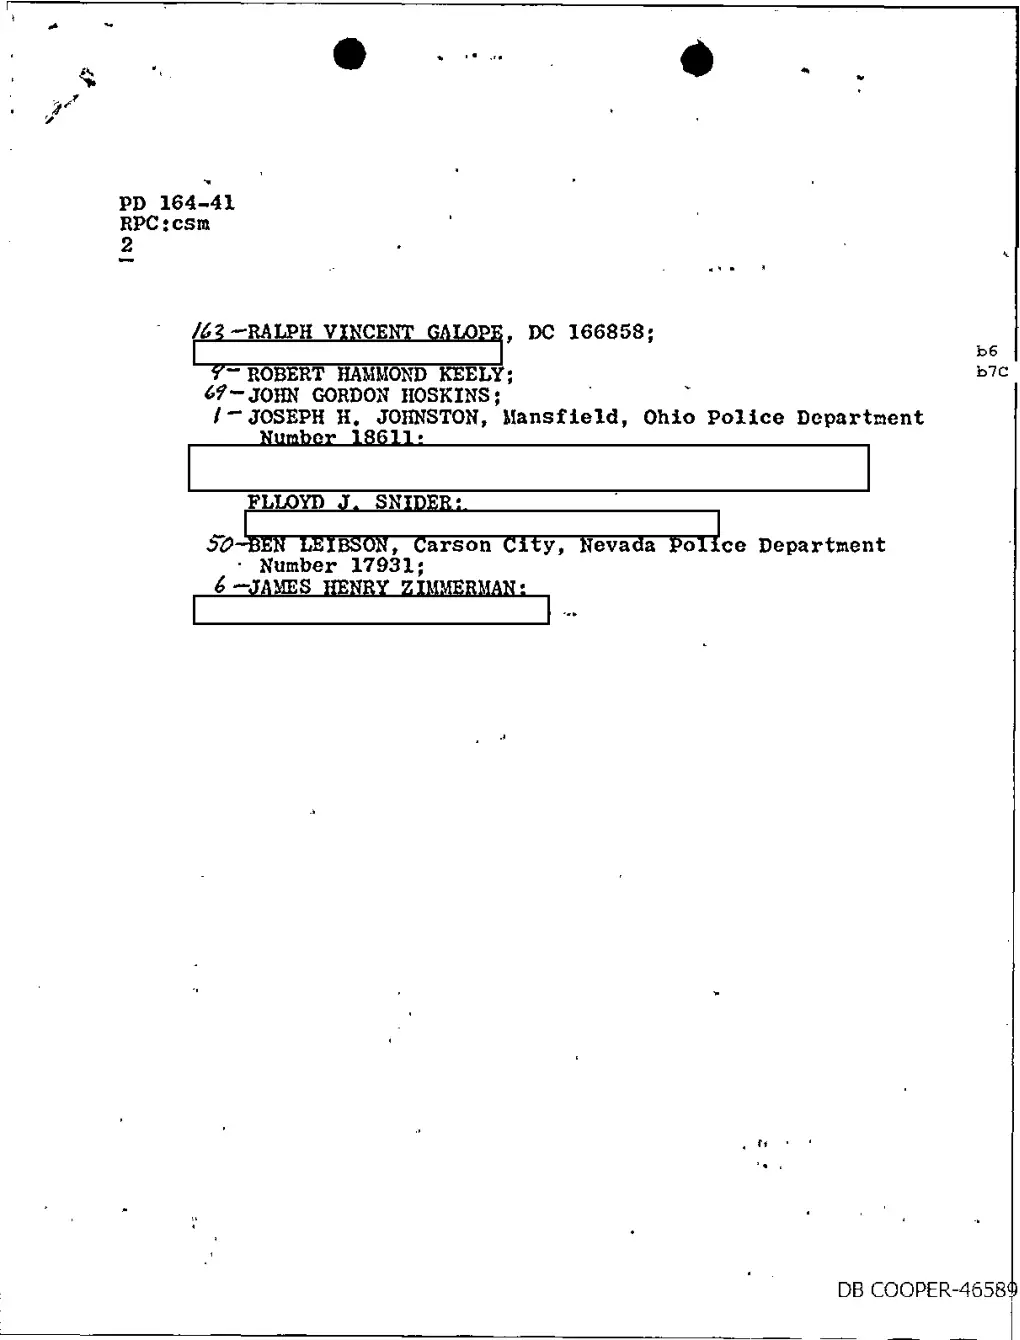 PD 164-41
RPC:csm
2
163-RALPH VINCENT GALOPE, DC 166858;
b6
b7C
9- ROBERT HAMMOND KEELY;
69-JOHN GORDON HOSKINS;
1- JOSEPH H. JOHNSTON, Mansfield, Ohio Police Department
Number 18611;
FLLOYD J. SNIDER;
50-BEN LEIBSON, Carson City, Nevada Police Department
Number 17931;
6-JAMES HENRY ZIMMERMAN;
DB COOPER-46589